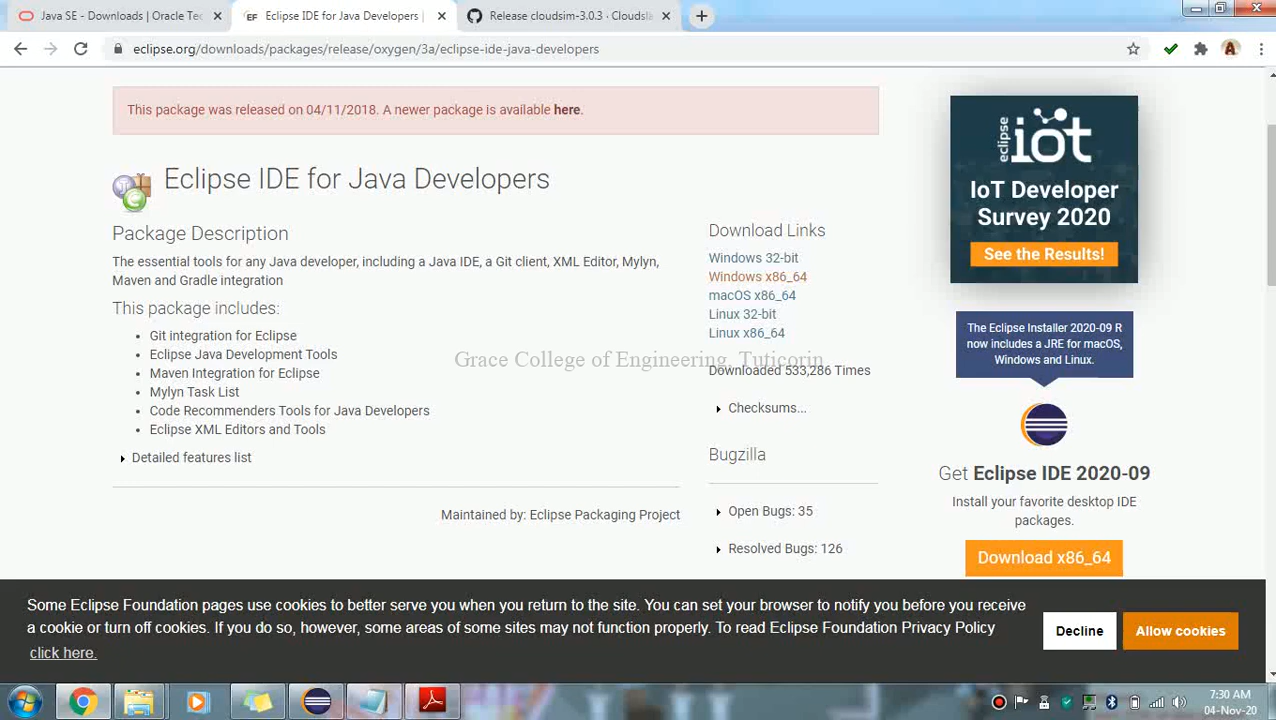 Java SE - Downloads | Oracle Tec
Eclipse IDE for Java Developers |
Release cloudsim-3.0.3 · Cloudsla
eclipse.org/downloads/packages/release/oxygen/3a/eclipse-ide-java-developers
This package was released on 04/11/2018. A newer package is available here.
Eclipse IDE for Java Developers
Package Description
The essential tools for any Java developer, including a Java IDE, a Git client, XML Editor, Mylyn,
Maven and Gradle integration
This package includes:
Git integration for Eclipse
Eclipse Java Development Tools
Maven Integration for Eclipse
Mylyn Task List
Code Recommenders Tools for Java Developers
Eclipse XML Editors and Tools
Detailed features list
Maintained by: Eclipse Packaging Project
Download Links
Windows 32-bit
Windows x86_64
macOS x86_64
Linux 32-bit
Linux x86_64
Grace College of Engineering, Tuticorin
Downloaded 533,286 Times
Checksums...
Bugzilla
Open Bugs: 35
Resolved Bugs: 126
eclipse
iot
IoT Developer
Survey 2020
See the Results!
The Eclipse Installer 2020-09 R
now includes a JRE for macOS,
Windows and Linux.
Get Eclipse IDE 2020-09
Install your favorite desktop IDE
packages.
Download x86_64
Some Eclipse Foundation pages use cookies to better serve you when you return to the site. You can set your browser to notify you before you receive
a cookie or turn off cookies. If you do so, however, some areas of some sites may not function properly. To read Eclipse Foundation Privacy Policy
click here.
Decline
Allow cookies
7:30 AM
04-Nov-20